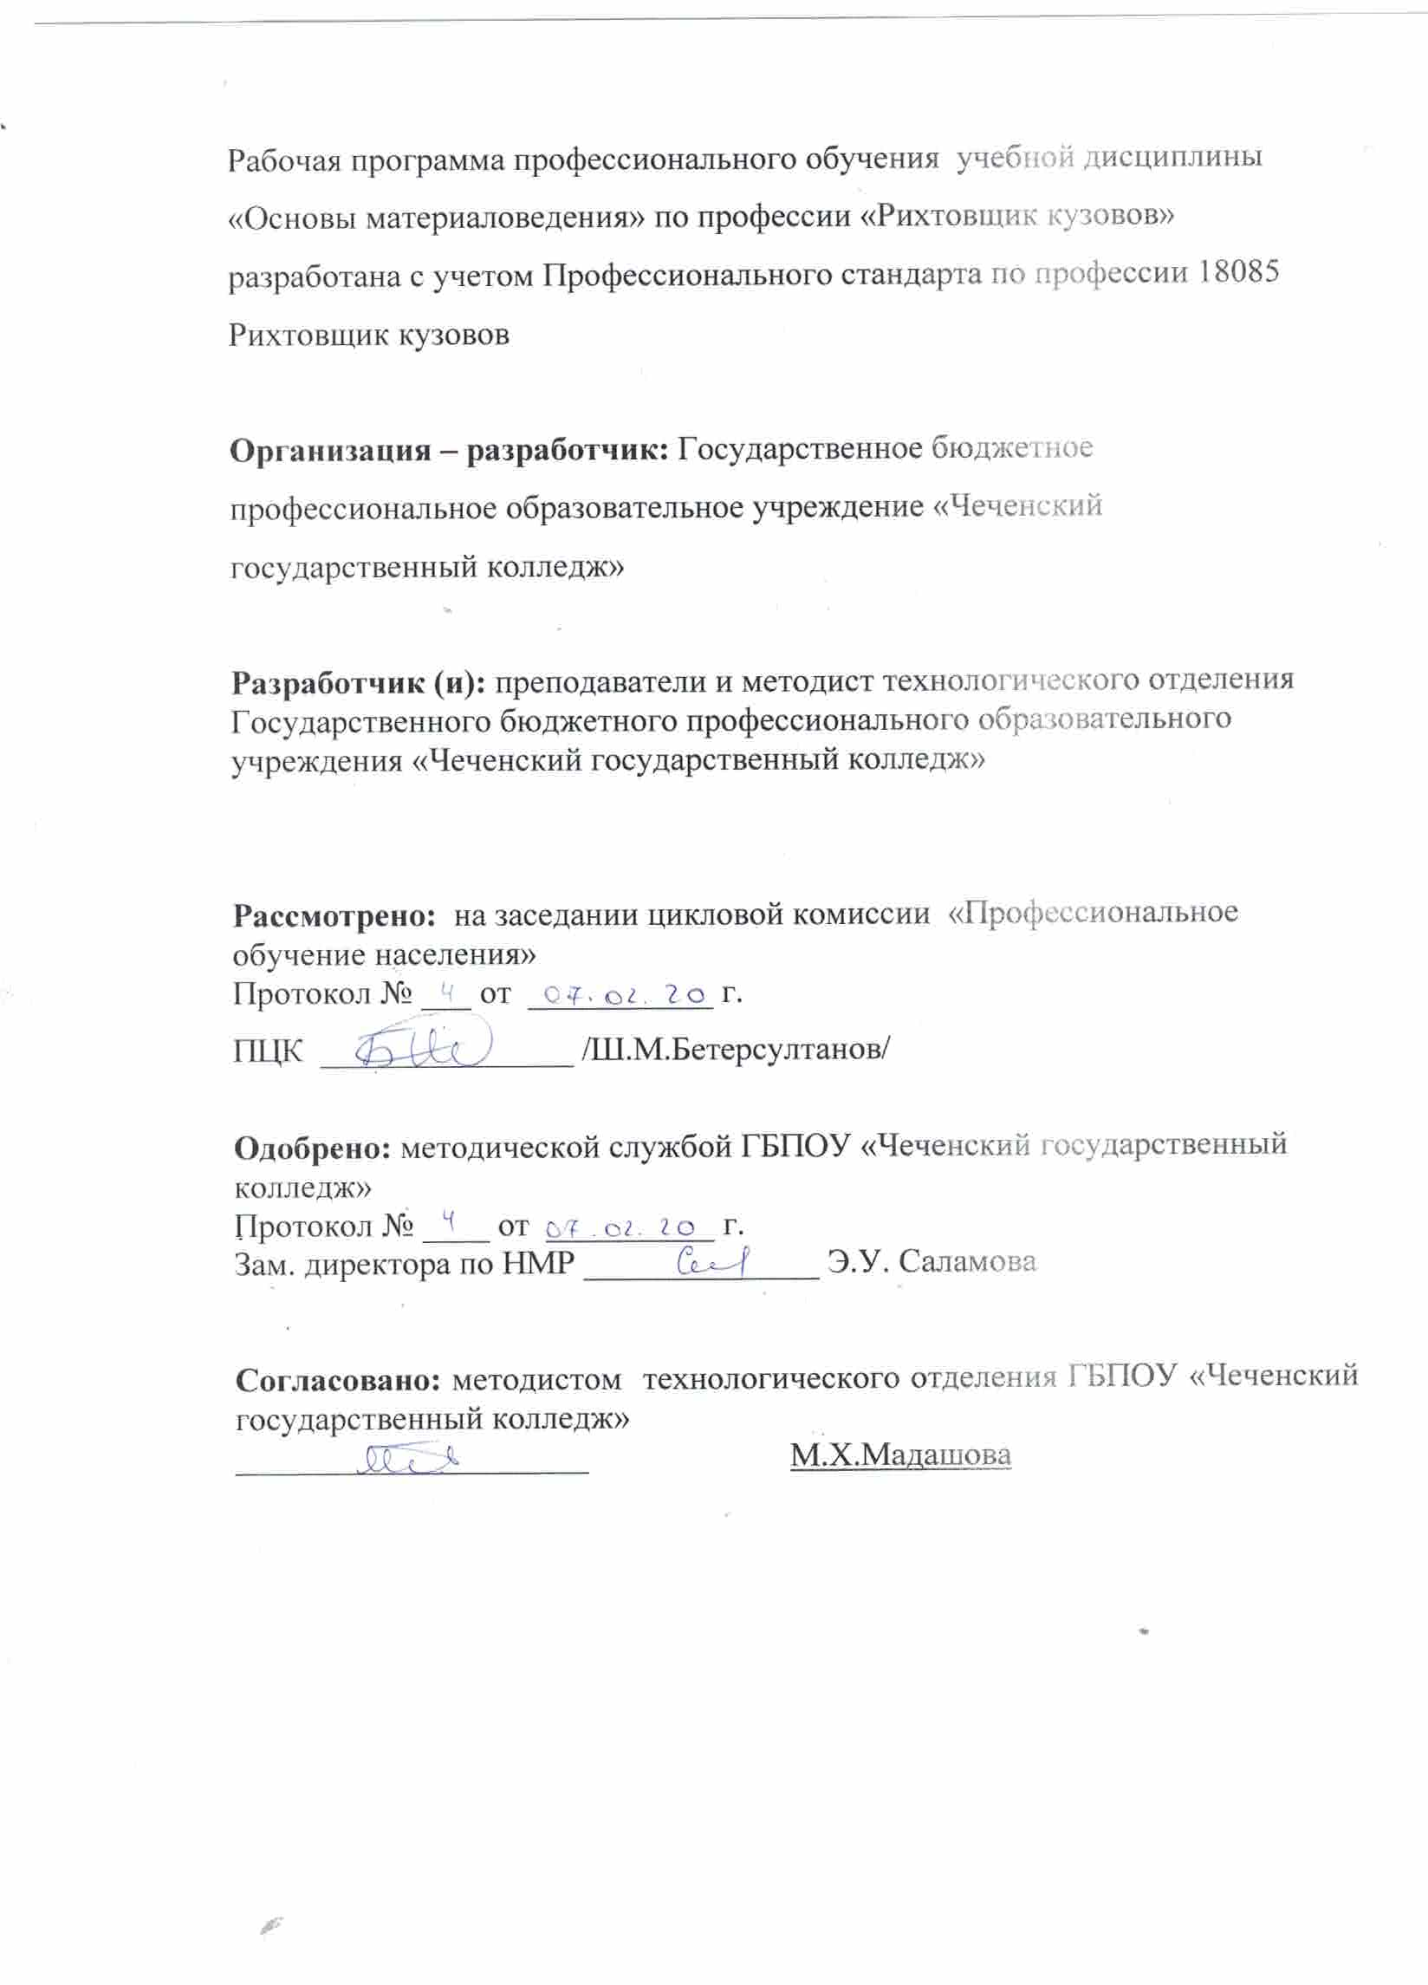 Рабочая программа профессионального обучения учебной дисциплины
«Основы материаловедения» по профессии «Рихтовщик кузовов»
разработана с учетом Профессионального стандарта по профессии 18085
Рихтовщик кузовов
Организация – разработчик: Государственное бюджетное
профессиональное образовательное учреждение «Чеченский
государственный колледж»
Разработчик (и): преподаватели и методист технологического отделения
Государственного бюджетного профессионального образовательного
учреждения «Чеченский государственный колледж»
Рассмотрено: на заседании цикловой комиссии «Профессиональное
обучение населения»
Протокол № 4 от 07.02.20 г.
ПЦК /Ш.М.Бетерсултанов/
Одобрено: методической службой ГБПОУ «Чеченский государственный
колледж»
Протокол № 4 от 07.02.20 г.
Зам. директора по НМР Э.У. Саламова
Согласовано: методистом технологического отделения ГБПОУ «Чеченский
государственный колледж»
М.Х.Мадашова